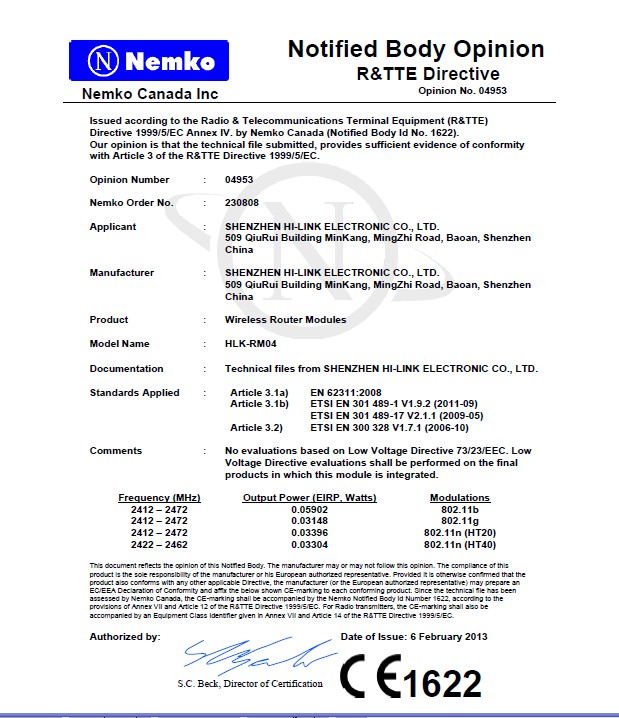 Nemko
Notified Body Opinion
R&TTE Directive
Nemko Canada Inc
Opinion No. 04953
Issued acording to the Radio & Telecommunications Terminal Equipment (R&TTE)
Directive 1999/5/EC Annex IV. by Nemko Canada (Notified Body Id No. 1622).
Our opinion is that the technical file submitted, provides sufficient evidence of conformity
with Article 3 of the R&TTE Directive 1999/5/EC.
Opinion Number : 04953
Nemko Order No. : 230808
Applicant : SHENZHEN HI-LINK ELECTRONIC CO., LTD.
509 QiuRui Building MinKang, MingZhi Road, Baoan, Shenzhen
China
Manufacturer : SHENZHEN HI-LINK ELECTRONIC CO., LTD.
509 QiuRui Building MinKang, MingZhi Road, Baoan, Shenzhen
China
Product : Wireless Router Modules
Model Name : HLK-RM04
Documentation : Technical files from SHENZHEN HI-LINK ELECTRONIC CO., LTD.
Standards Applied : Article 3.1a) EN 62311:2008
Article 3.1b) ETSI EN 301 489-1 V1.9.2 (2011-09)
ETSI EN 301 489-17 V2.1.1 (2009-05)
Article 3.2) ETSI EN 300 328 V1.7.1 (2006-10)
Comments : No evaluations based on Low Voltage Directive 73/23/EEC. Low
Voltage Directive evaluations shall be performed on the final
products in which this module is integrated.
Frequency (MHz) Output Power (EIRP, Watts) Modulations
2412 – 2472 0.05902 802.11b
2412 – 2472 0.03148 802.11g
2412 – 2472 0.03396 802.11n (HT20)
2422 – 2462 0.03304 802.11n (HT40)
This document reflects the opinion of this Notified Body. The manufacturer may or may not follow this opinion. The compliance of this
product is the sole responsibility of the manufacturer or his European authorized representative. Provided it is otherwise confirmed that the
product also conforms with any other applicable Directive, the manufacturer (or the European authorized representative) may prepare an
EC/EEA Declaration of Conformity and affix the below shown CE-marking to each conforming product. Since the technical file has been
assessed by Nemko Canada, the CE-marking shall be accompanied by the Nemko Notified Body Id Number 1622, according to the
provisions of Annex VII and Article 12 of the R&TTE Directive 1999/5/EC. For Radio transmitters, the CE-marking shall also be
accompanied by an Equipment Class Identifier given in Annex VII and Article 14 of the R&TTE Directive 1999/5/EC.
Authorized by: Date of Issue: 6 February 2013
S.C. Beck, Director of Certification
CE1622